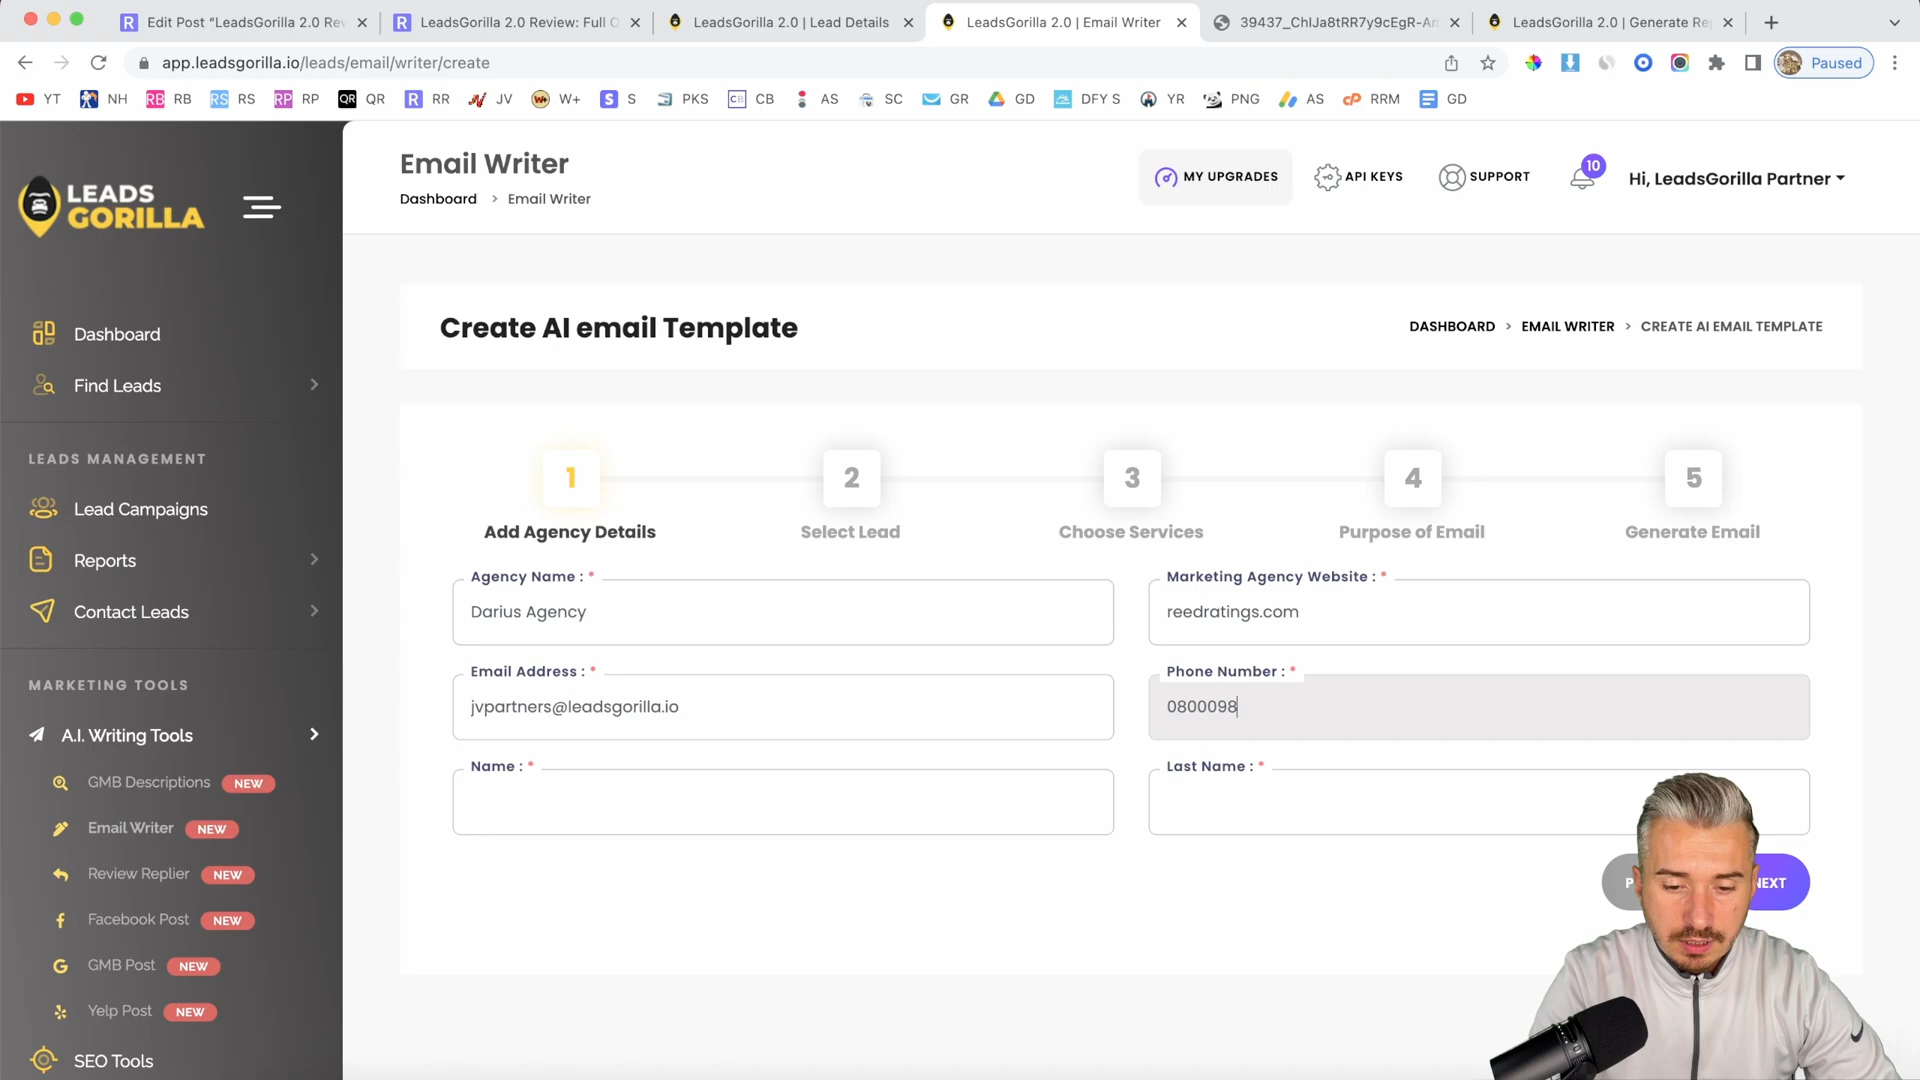 Edit Post “LeadsGorilla 2.0 Rev
LeadsGorilla 2.0 Review: Full O
LeadsGorilla 2.0 | Lead Details
LeadsGorilla 2.0 | Email Writer
39437_ChIJa8tRR7y9cEgR-Am
LeadsGorilla 2.0 | Generate Re
app.leadsgorilla.io/leads/email/writer/create
Paused
YT NH RB RB RS RS RP RP QR QR R RR JV W+ S S PKS CB CB AS SC GR GD DFY S YR PNG AS RRM GD
LEADS
GORILLA
Email Writer
Dashboard > Email Writer
MY UPGRADES
API KEYS
SUPPORT
10
Hi, LeadsGorilla Partner
Dashboard
Find Leads
LEADS MANAGEMENT
Lead Campaigns
Reports
Contact Leads
MARKETING TOOLS
A.I. Writing Tools
GMB Descriptions NEW
Email Writer NEW
Review Replier NEW
Facebook Post NEW
GMB Post NEW
Yelp Post NEW
SEO Tools
Create AI email Template
DASHBOARD > EMAIL WRITER > CREATE AI EMAIL TEMPLATE
1 2 3 4 5
Add Agency Details
Select Lead
Choose Services
Purpose of Email
Generate Email
Agency Name : *
Darius Agency
Marketing Agency Website : *
reedratings.com
Email Address : *
jvpartners@leadsgorilla.io
Phone Number : *
0800098
Name : *
Last Name : *